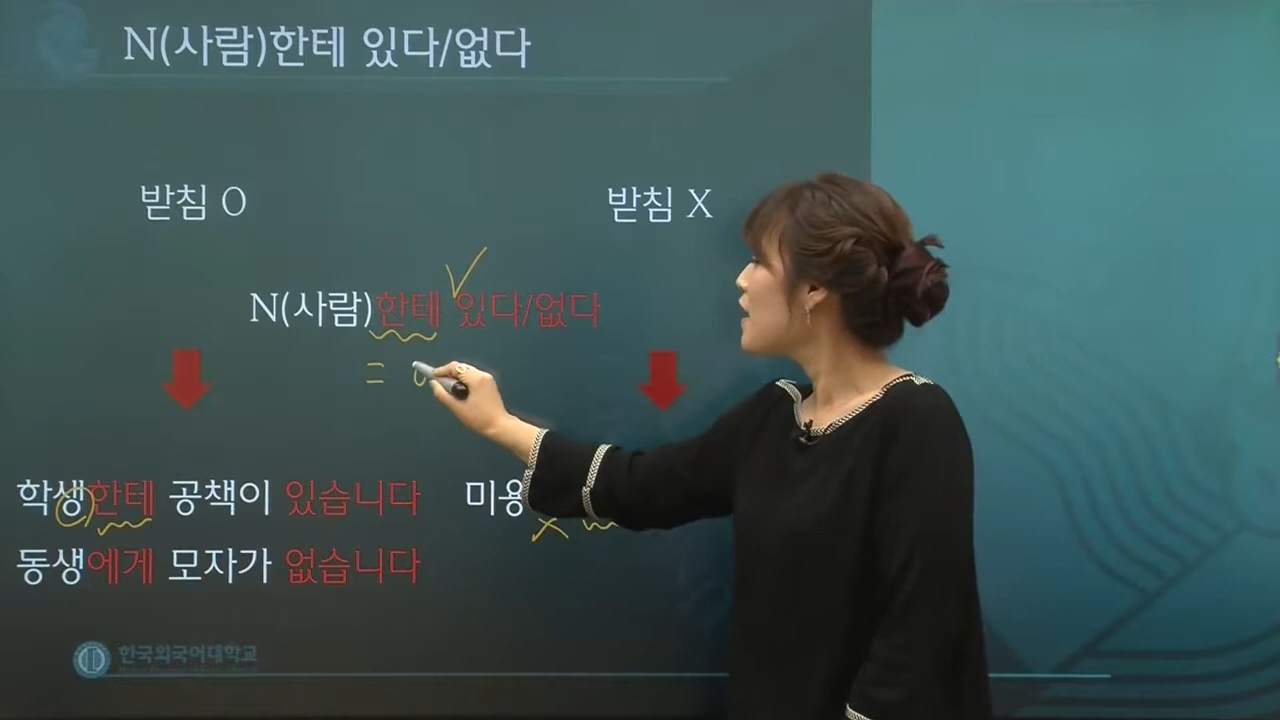 N(사람)한테 있다/없다
받침 O
받침 X
N(사람)한테 있다/없다
=
학생한테 공책이 있습니다
미용
동생에게 모자가 없습니다
한국외국어대학교